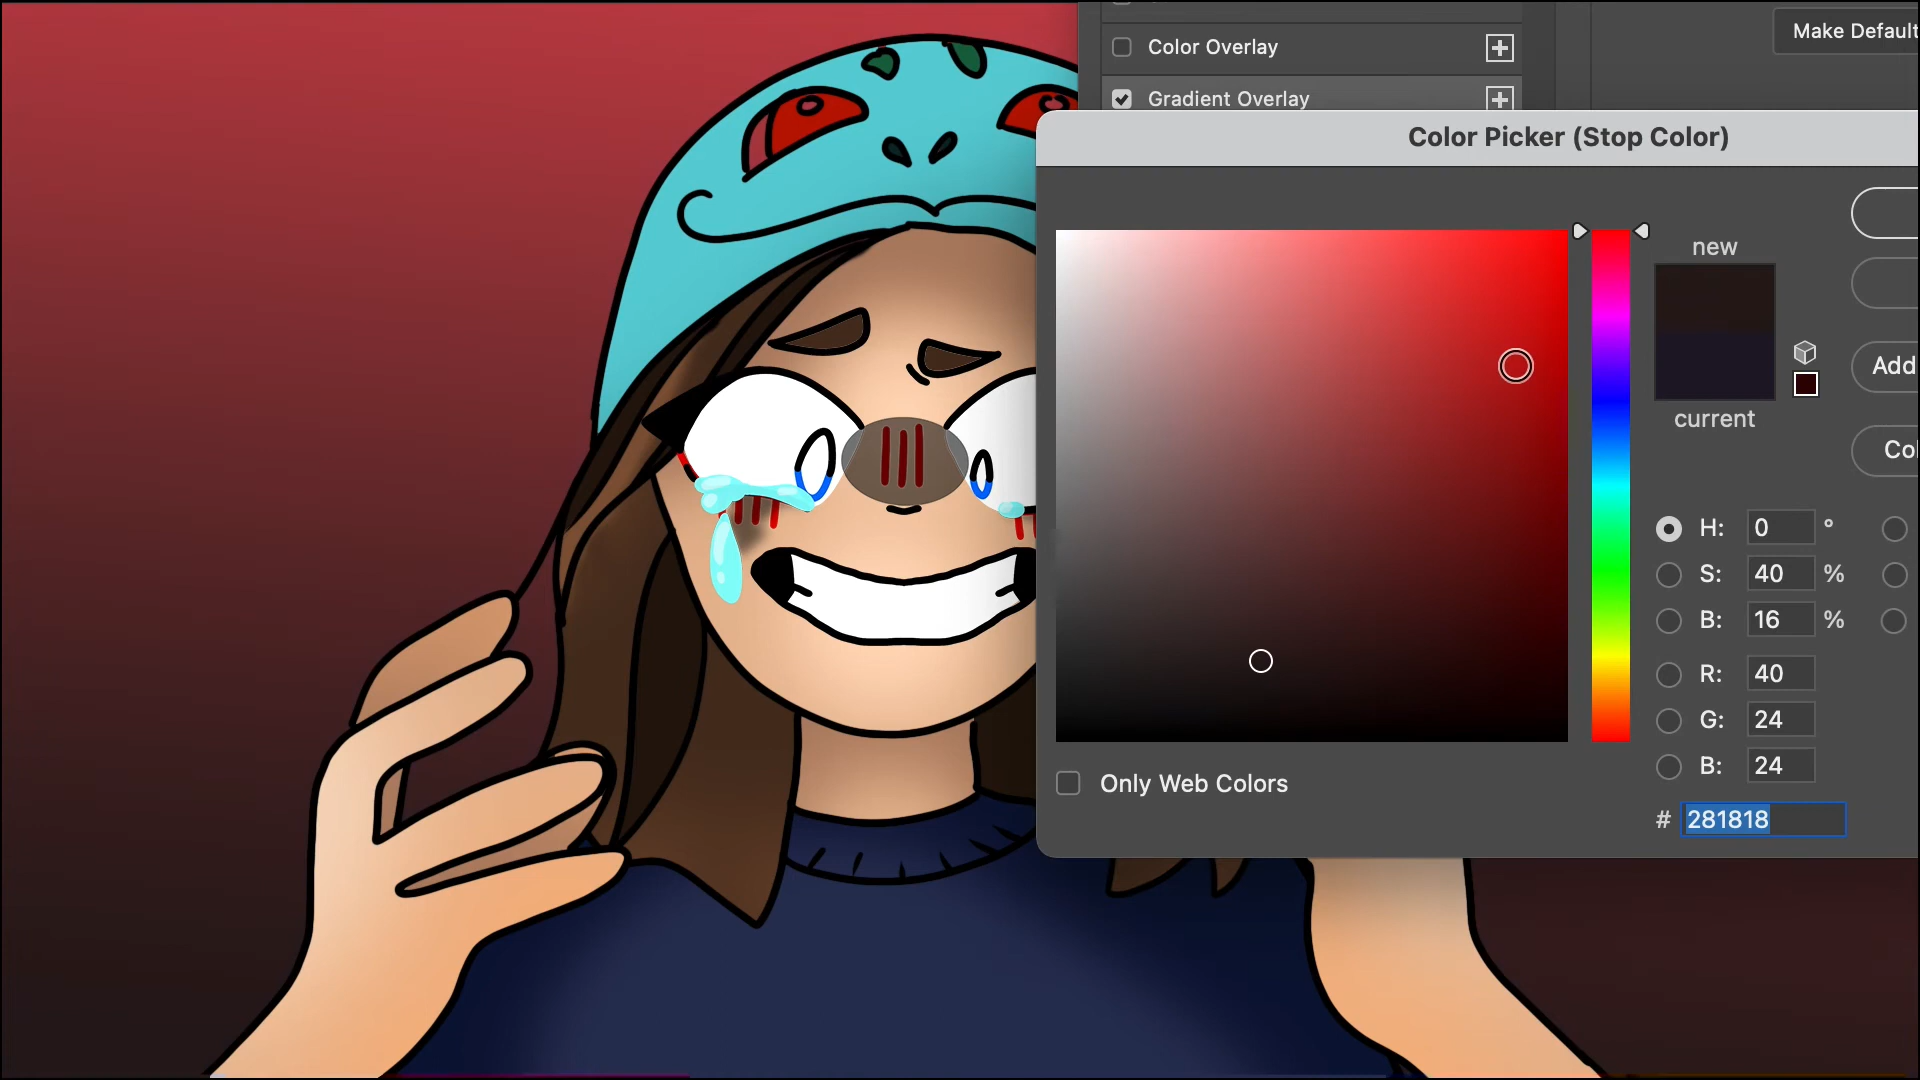 Color Overlay
Make Default
Gradient Overlay
Color Picker (Stop Color)
new
current
Add
Col
H: 0 °
S: 40 %
B: 16 %
R: 40
G: 24
B: 24
Only Web Colors
# 281818